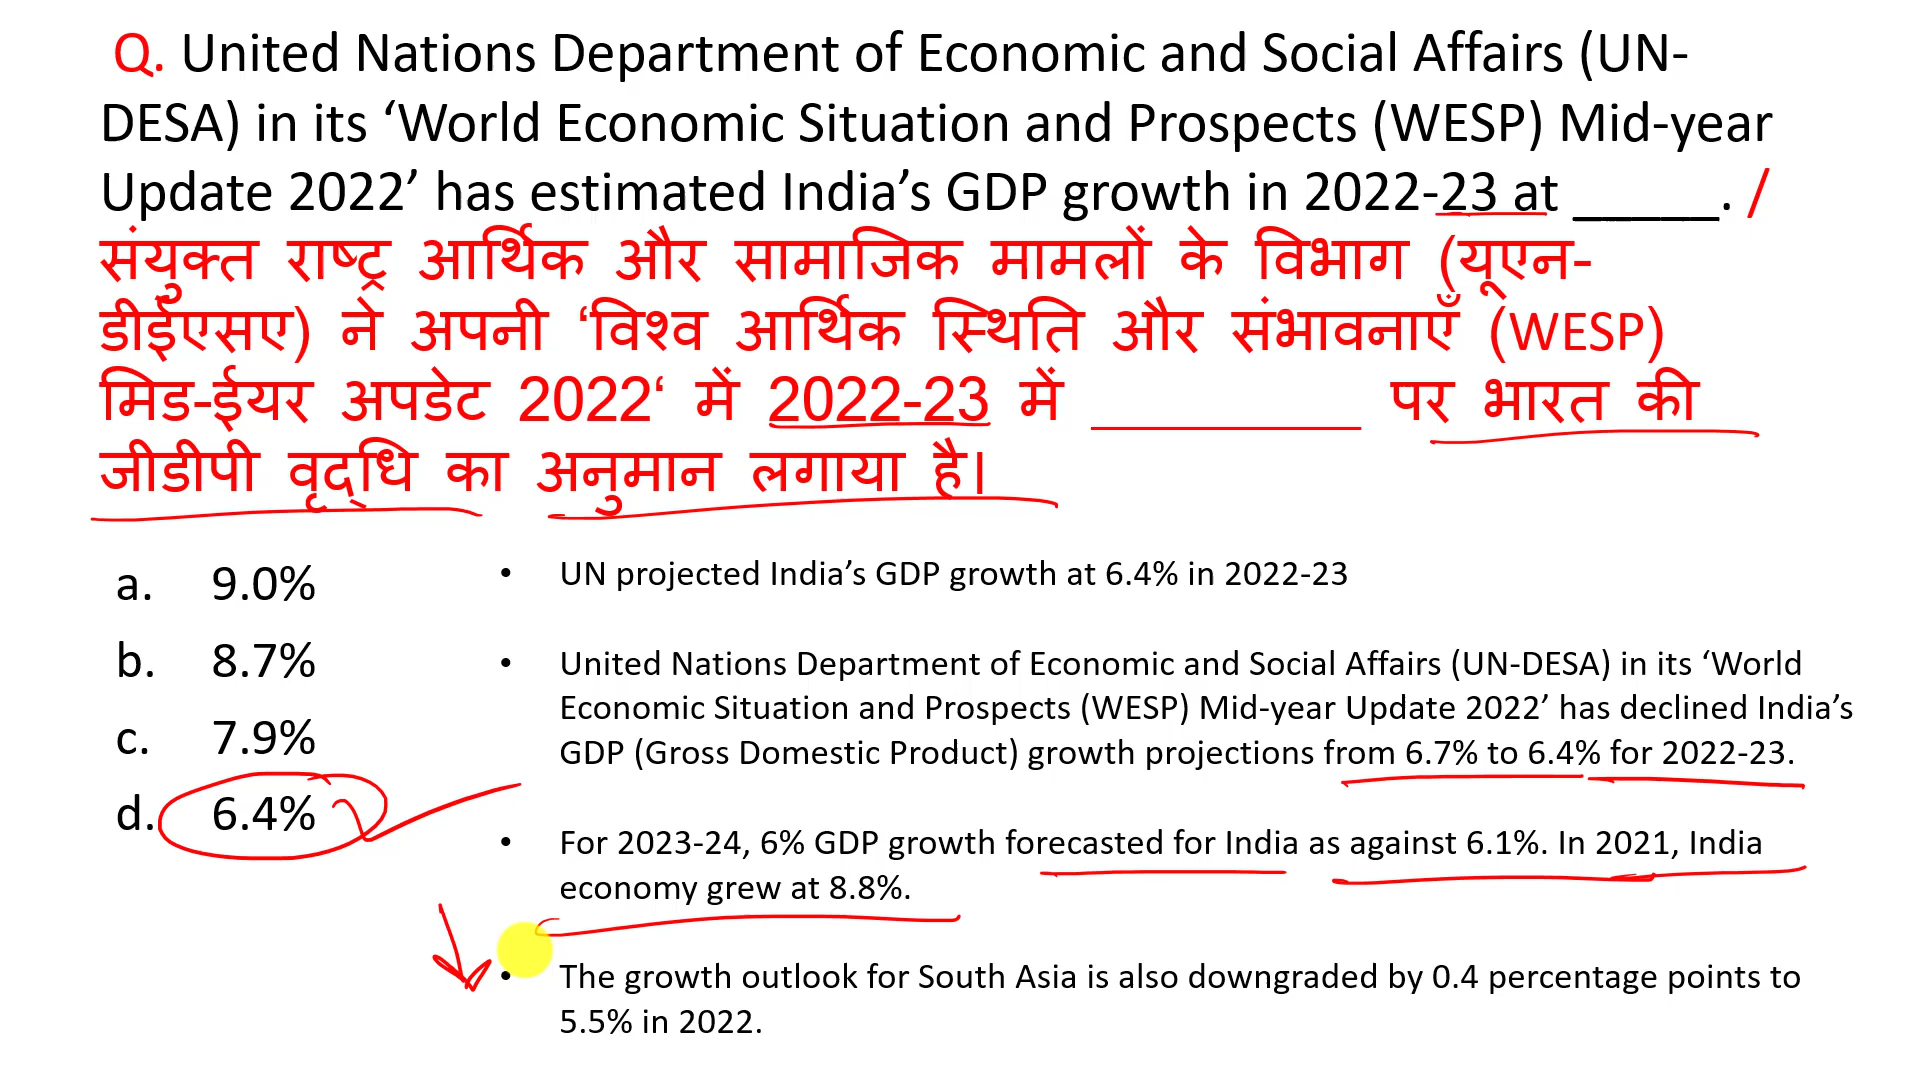 Q. United Nations Department of Economic and Social Affairs (UN-
DESA) in its ‘World Economic Situation and Prospects (WESP) Mid-year
Update 2022’ has estimated India’s GDP growth in 2022-23 at _____. /
संयुक्त राष्ट्र आर्थिक और सामाजिक मामलों के विभाग (यूएन-
डीईएसए) ने अपनी ‘विश्व आर्थिक स्थिति और संभावनाएँ (WESP)
मिड-ईयर अपडेट 2022‘ में 2022-23 में _________ पर भारत की
जीडीपी वृद्धि का अनुमान लगाया है।
a. 9.0%
b. 8.7%
c. 7.9%
d. 6.4%
• UN projected India’s GDP growth at 6.4% in 2022-23
• United Nations Department of Economic and Social Affairs (UN-DESA) in its ‘World
Economic Situation and Prospects (WESP) Mid-year Update 2022’ has declined India’s
GDP (Gross Domestic Product) growth projections from 6.7% to 6.4% for 2022-23.
• For 2023-24, 6% GDP growth forecasted for India as against 6.1%. In 2021, India
economy grew at 8.8%.
• The growth outlook for South Asia is also downgraded by 0.4 percentage points to
5.5% in 2022.